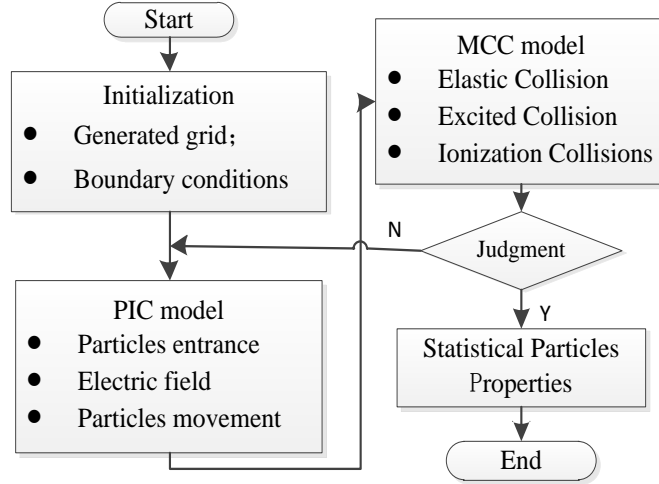 Start
Initialization
● Generated grid；
● Boundary conditions
PIC model
● Particles entrance
● Electric field
● Particles movement
MCC model
● Elastic Collision
● Excited Collision
● Ionization Collisions
Judgment
N
Y
Statistical Particles
Properties
End